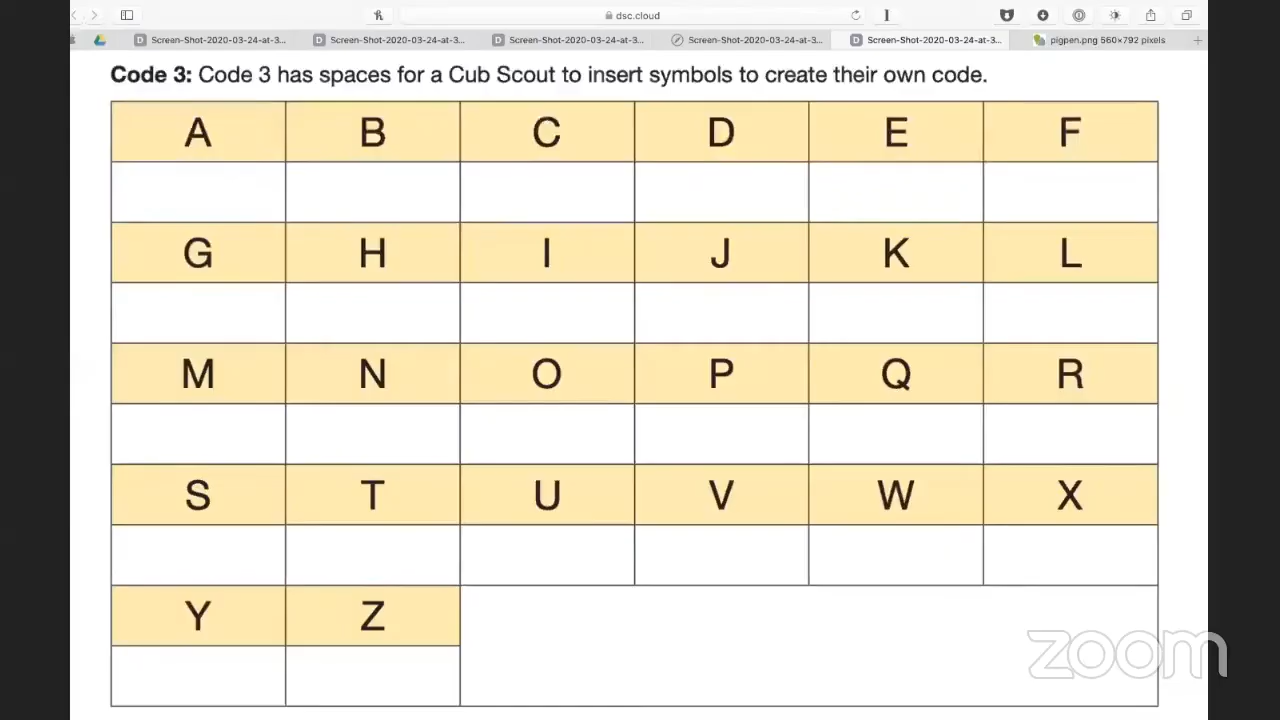 dsc.cloud
Screen-Shot-2020-03-24-at-3... Screen-Shot-2020-03-24-at-3... Screen-Shot-2020-03-24-at-3... Screen-Shot-2020-03-24-at-3... Screen-Shot-2020-03-24-at-3... pigpen.png 560×792 pixels
Code 3: Code 3 has spaces for a Cub Scout to insert symbols to create their own code.
A B C D E F
G H I J K L
M N O P Q R
S T U V W X
Y Z
zoom